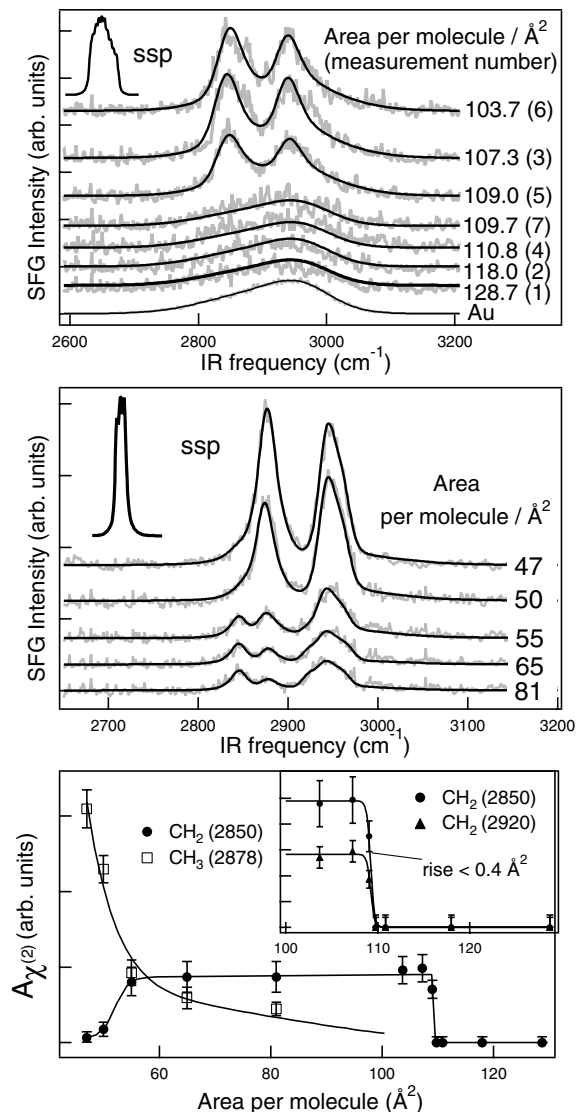 ssp
Area per molecule / Å²
(measurement number)
103.7 (6)
107.3 (3)
109.0 (5)
109.7 (7)
110.8 (4)
118.0 (2)
128.7 (1)
Au
SFG Intensity (arb. units)
2600 2800 3000 3200
IR frequency (cm⁻¹)
ssp
Area
per molecule / Å²
47
50
55
65
81
SFG Intensity (arb. units)
2700 2800 2900 3000 3100 3200
IR frequency (cm⁻¹)
CH₂ (2850)
CH₃ (2878)
CH₂ (2850)
CH₂ (2920)
rise < 0.4 Å²
100 110 120
Aχ(2) (arb. units)
60 80 100 120
Area per molecule (Å²)